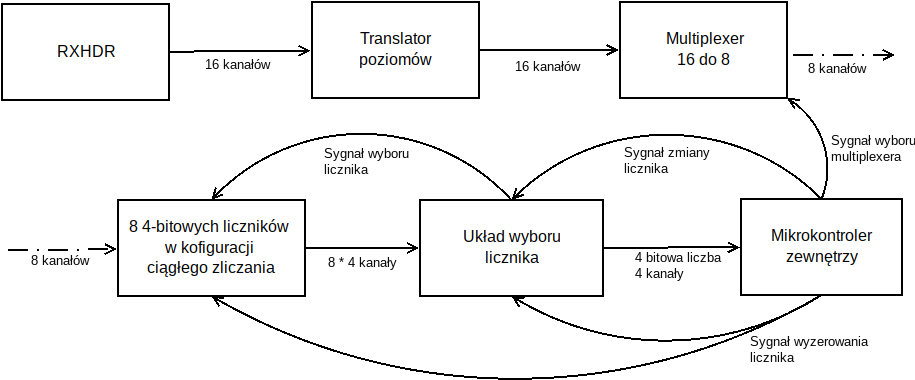 RXHDR
16 kanałów
Translator
poziomów
16 kanałów
Multiplexer
16 do 8
8 kanałów
Sygnał wyboru
multiplexera
Sygnał wyboru
licznika
Sygnał zmiany
licznika
8 kanałów
8 4-bitowych liczników
w kofiguracji
ciągłego zliczania
8 * 4 kanały
Układ wyboru
licznika
4 bitowa liczba
4 kanały
Mikrokontroler
zewnętrzy
Sygnał wyzerowania
licznika